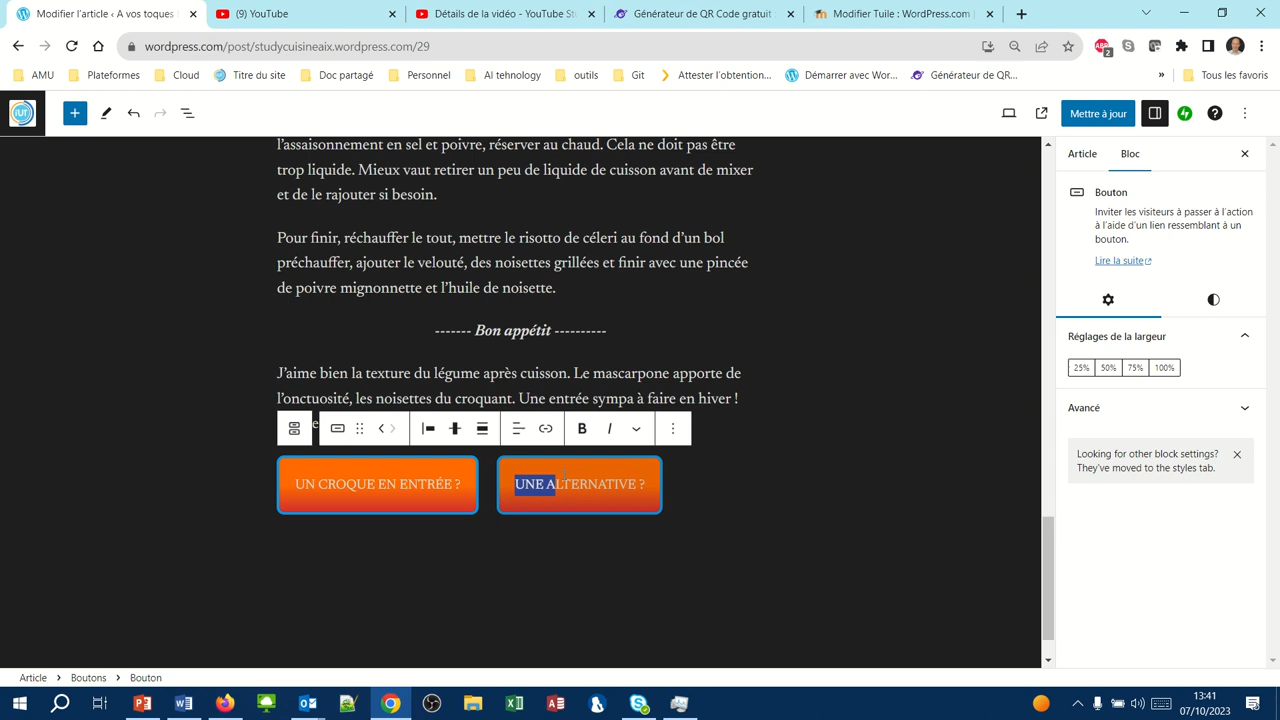 Modifier l'article ‹ A vos toques
(9) YouTube
Détails de la vidéo - YouTube Stu
Générateur de QR Code gratuit :
Modifier Tuile : WordPress.com |
wordpress.com/post/studycuisineaix.wordpress.com/29
2
AMU
Plateformes
Cloud
Titre du site
Doc partagé
Personnel
AI tehnology
outils
Git
Attester l'obtention...
Démarrer avec Wor...
Générateur de QR...
»
Tous les favoris
iUT
Mettre à jour
l'assaisonnement en sel et poivre, réserver au chaud. Cela ne doit pas être
trop liquide. Mieux vaut retirer un peu de liquide de cuisson avant de mixer
et de le rajouter si besoin.
Pour finir, réchauffer le tout, mettre le risotto de céleri au fond d'un bol
préchauffer, ajouter le velouté, des noisettes grillées et finir avec une pincée
de poivre mignonnette et l'huile de noisette.
------- Bon appétit ----------
J'aime bien la texture du légume après cuisson. Le mascarpone apporte de
l'onctuosité, les noisettes du croquant. Une entrée sympa à faire en hiver !
B I
UN CROQUE EN ENTRÉE ?
UNE ALTERNATIVE ?
Article
Bloc
Bouton
Inviter les visiteurs à passer à l'action
à l'aide d'un lien ressemblant à un
bouton.
Lire la suite
Réglages de la largeur
25%
50%
75%
100%
Avancé
Looking for other block settings?
They've moved to the styles tab.
Article
Boutons
Bouton
13:41
07/10/2023